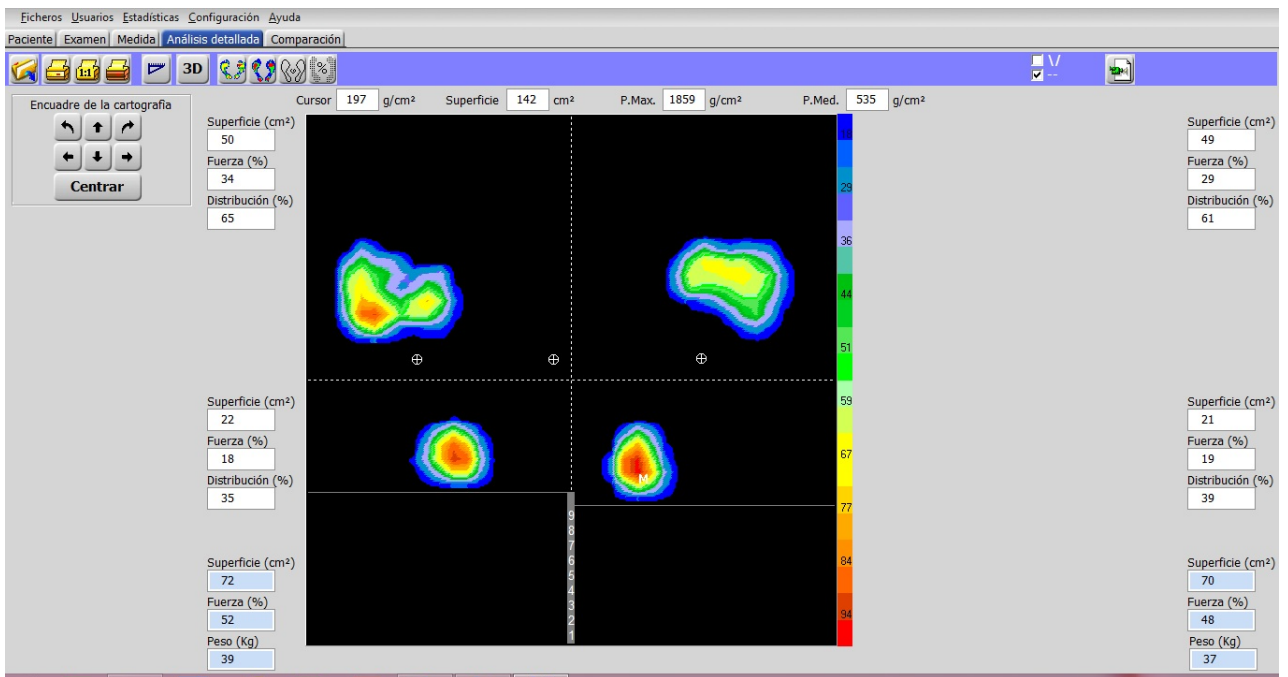 Ficheros Usuarios Estadísticas Configuración Ayuda
Paciente Examen Medida Análisis detallada Comparación
1:1 3D % \/
--
Encuadre de la cartografia
Centrar
Cursor 197 g/cm² Superficie 142 cm² P.Max. 1859 g/cm² P.Med. 535 g/cm²
Superficie (cm²)
50
Fuerza (%)
34
Distribución (%)
65
Superficie (cm²)
22
Fuerza (%)
18
Distribución (%)
35
Superficie (cm²)
72
Fuerza (%)
52
Peso (Kg)
39
M
9
8
7
6
5
4
3
2
1
29
36
44
51
59
67
77
84
94
Superficie (cm²)
49
Fuerza (%)
29
Distribución (%)
61
Superficie (cm²)
21
Fuerza (%)
19
Distribución (%)
39
Superficie (cm²)
70
Fuerza (%)
48
Peso (Kg)
37